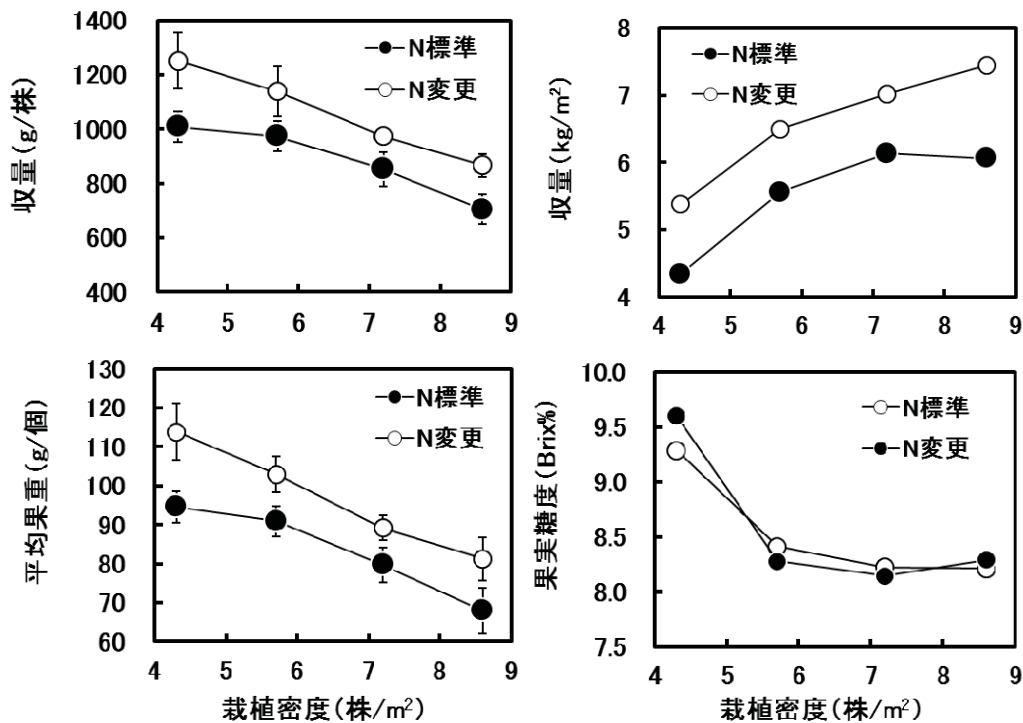 収量(g/株)
1400
1200
1000
800
600
400
4 5 6 7 8 9
N標準
N変更
収量(kg/m²)
8
7
6
5
4
4 5 6 7 8 9
N標準
N変更
平均果重(g/個)
130
120
110
100
90
80
70
60
4 5 6 7 8 9
栽植密度(株/m²)
N標準
N変更
果実糖度(Brix%)
10.0
9.5
9.0
8.5
8.0
7.5
4 5 6 7 8 9
栽植密度(株/m²)
N標準
N変更